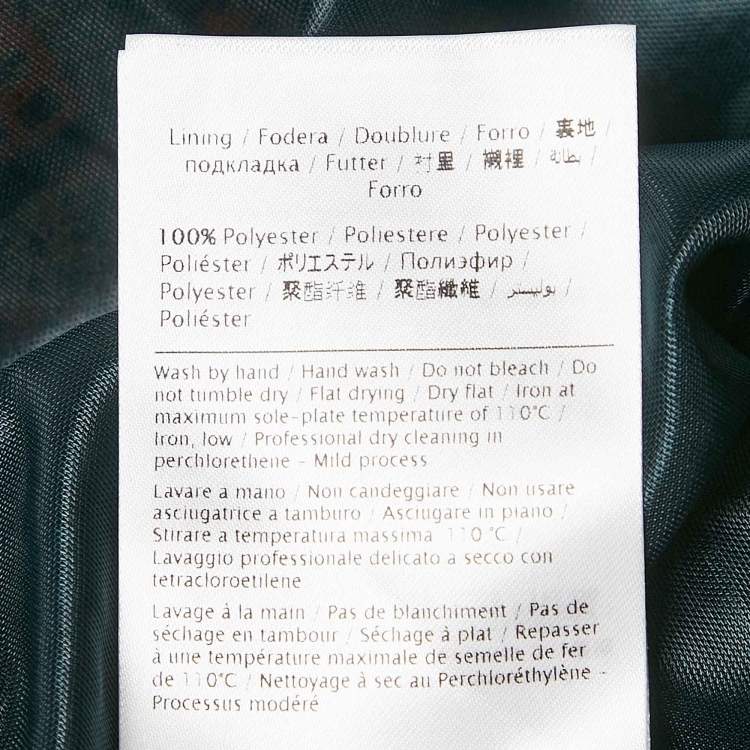 Lining / Fodera / Doublure / Forro / 裏地 /
подкладка / Futter / 衬里 / 襯裡 / بطانة /
Forro
100% Polyester / Poliestere / Polyester /
Poliéster / ポリエステル / Полиэфир /
Polyester / 聚酯纤维 / 聚酯纖維 / بوليستر /
Poliéster
Wash by hand / Hand wash / Do not bleach / Do
not tumble dry / Flat drying / Dry flat / Iron at
maximum sole-plate temperature of 110°C /
Iron, low / Professional dry cleaning in
perchlorethene - Mild process
Lavare a mano / Non candeggiare / Non usare
asciugatrice a tamburo / Asciugare in piano /
Stirare a temperatura massima 110°C /
Lavaggio professionale delicato a secco con
tetracloroetilene
Lavage à la main / Pas de blanchiment / Pas de
séchage en tambour / Séchage à plat / Repasser
à une température maximale de semelle de fer
de 110°C / Nettoyage à sec au Perchloréthylène -
Processus modéré